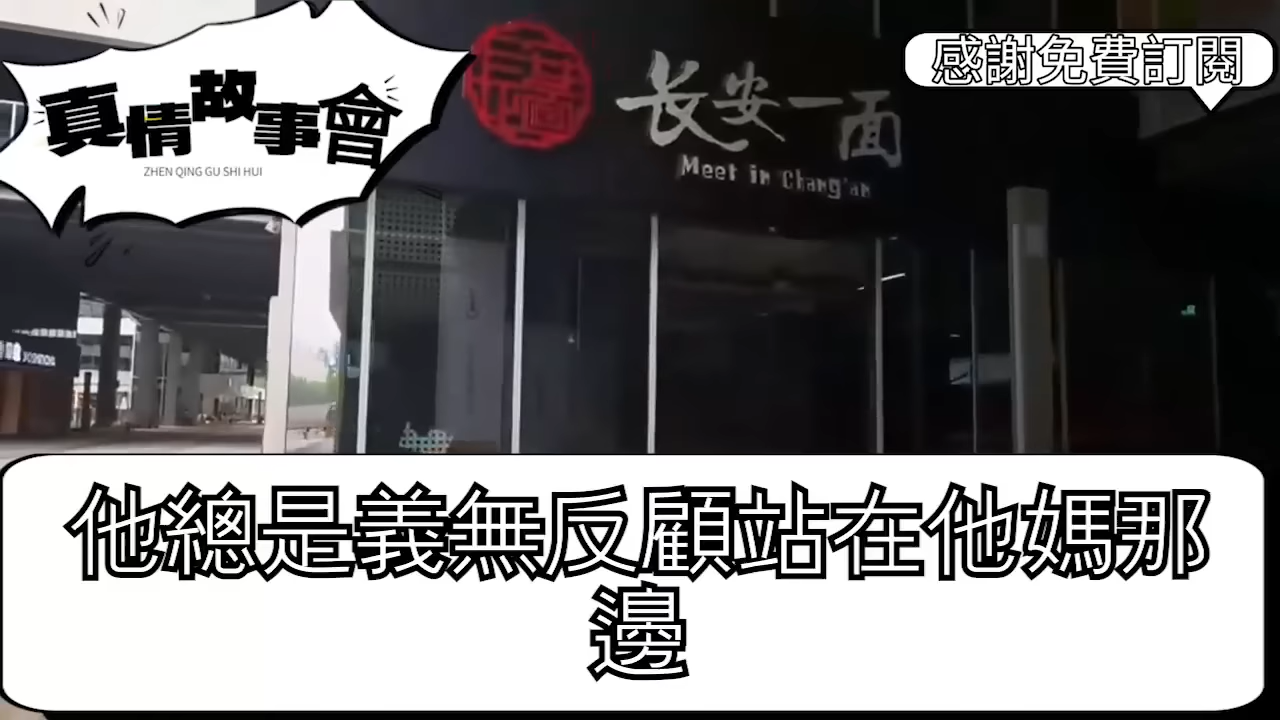 真情故事會
ZHEN QING GU SHI HUI
感謝免費訂閱
长安一面
Meet in Chang'an
他總是義無反顧站在他媽那
邊